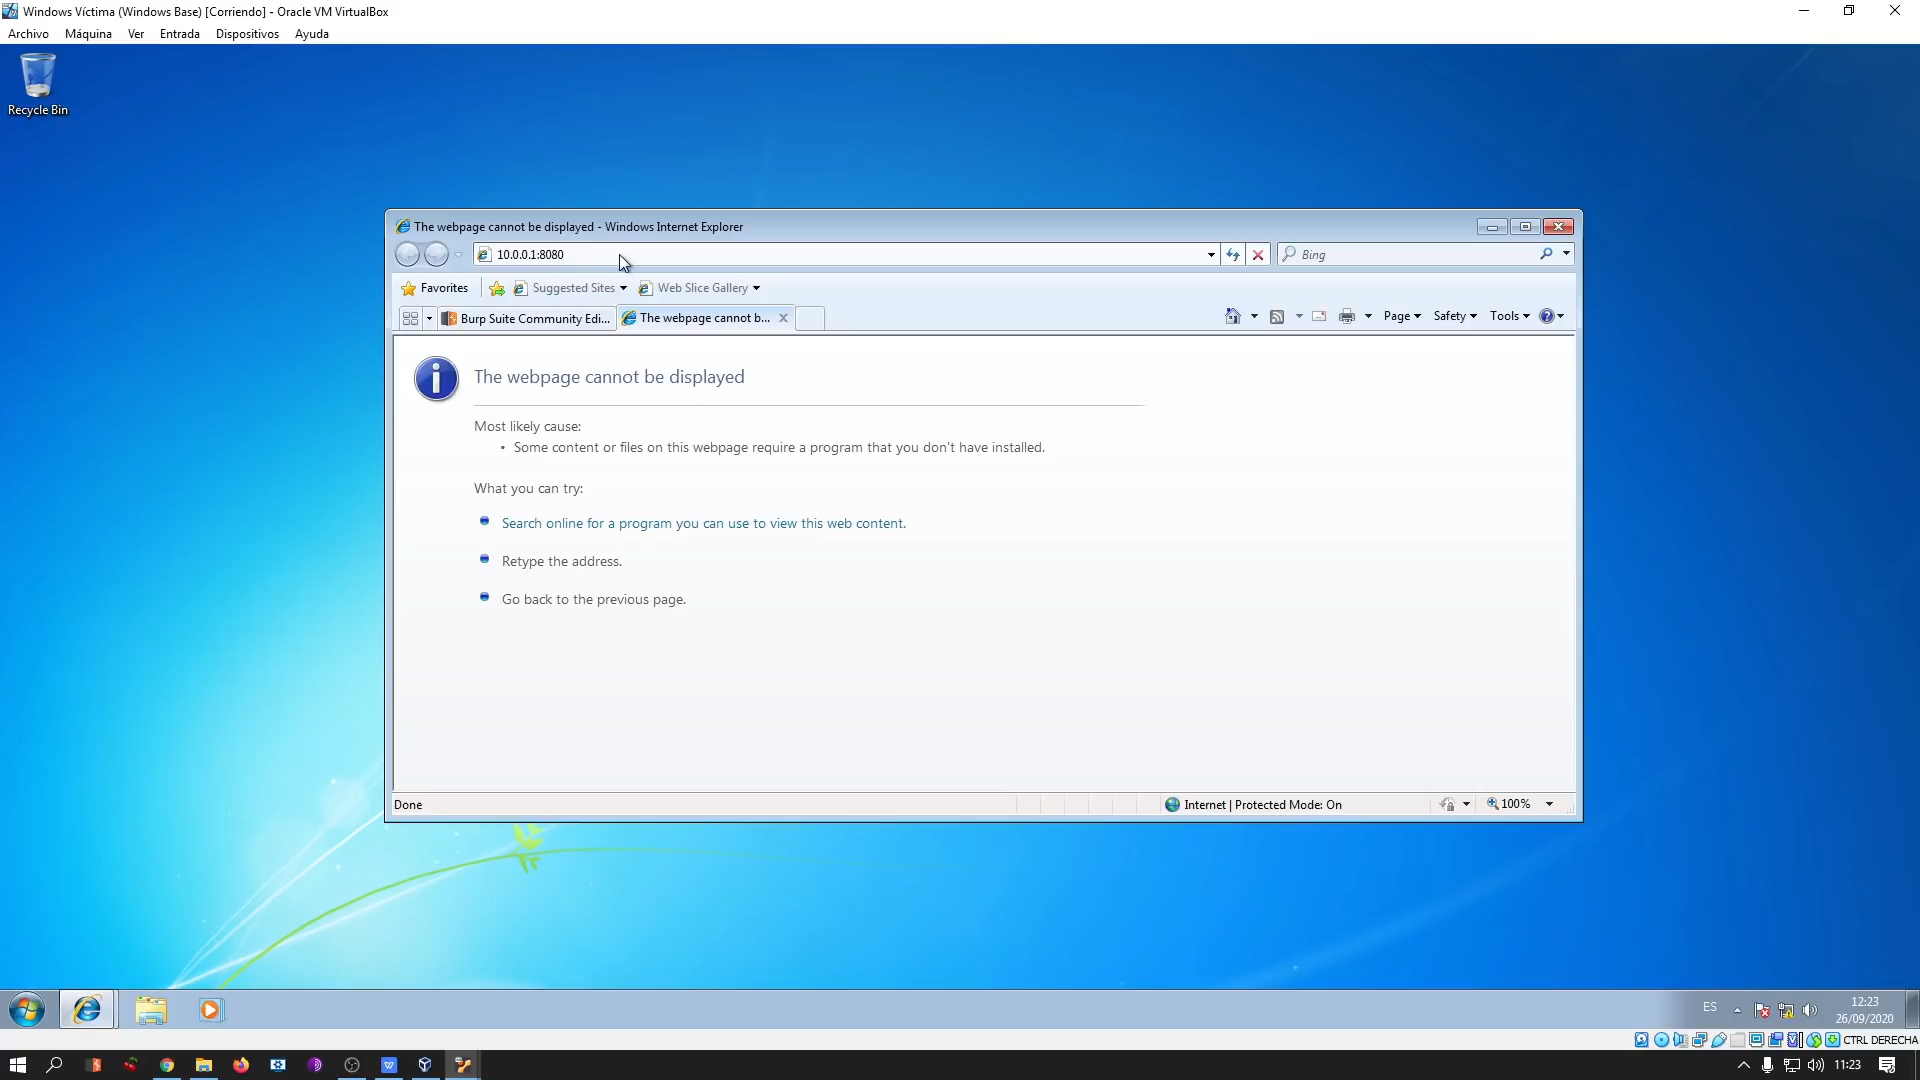 Windows Víctima (Windows Base) [Corriendo] - Oracle VM VirtualBox
Archivo Máquina Ver Entrada Dispositivos Ayuda
Recycle Bin
The webpage cannot be displayed - Windows Internet Explorer
10.0.0.1:8080
Bing
Favorites Suggested Sites Web Slice Gallery
Burp Suite Community Edi... The webpage cannot b... Page Safety Tools
The webpage cannot be displayed
Most likely cause:
• Some content or files on this webpage require a program that you don't have installed.
What you can try:
Search online for a program you can use to view this web content.
Retype the address.
Go back to the previous page.
Done Internet | Protected Mode: On 100%
ES 12:23
26/09/2020
CTRL DERECHA
11:23